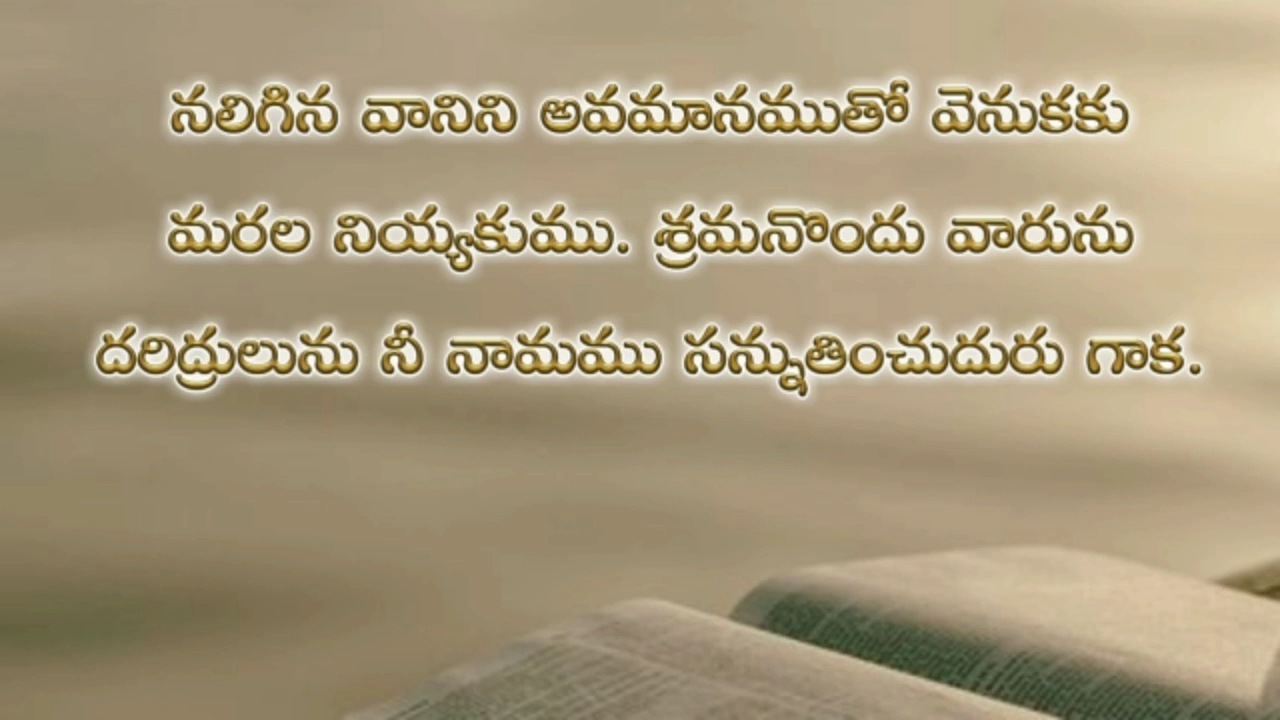 నలిగిన వానిని అవమానముతో వెనుకకు
మరల నియ్యకుము. శ్రమనొందు వారును
దరిద్రులును నీ నామము సన్నుతించుదురు గాక.